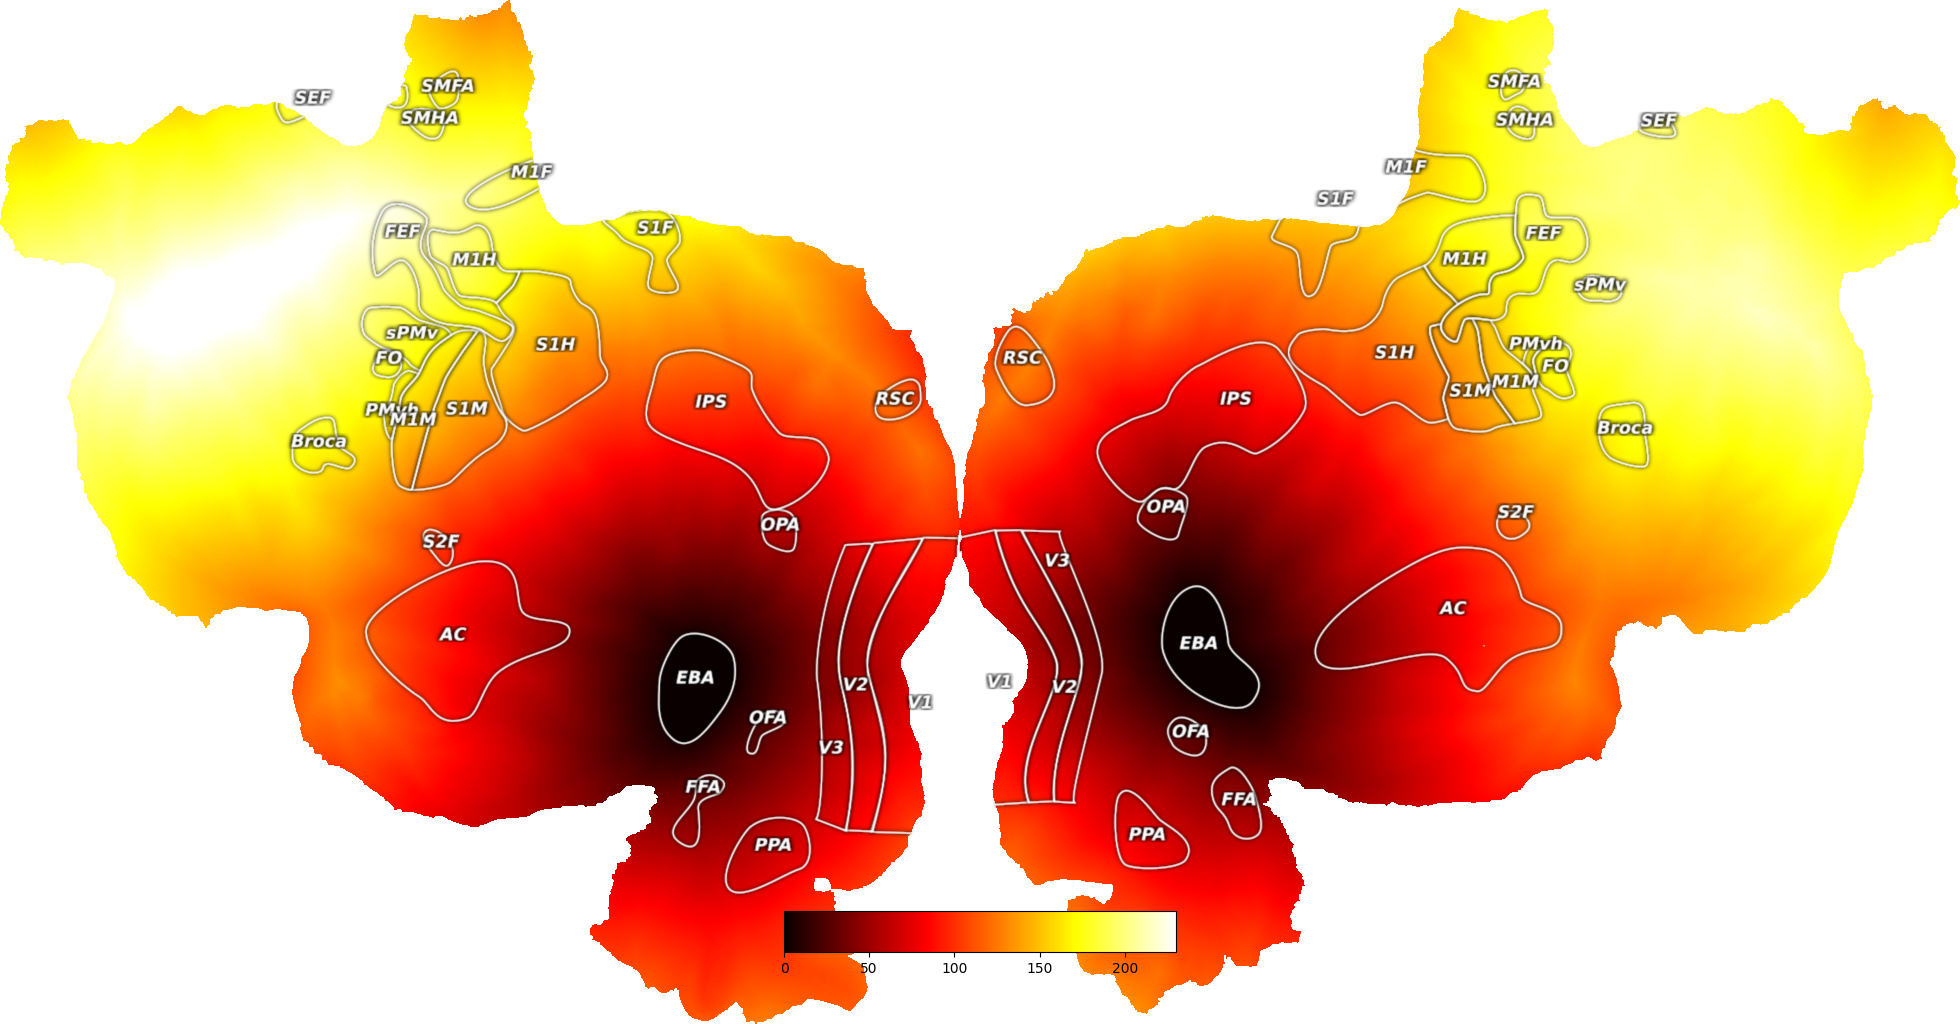 SMFA
SEF
SMHA
M1F
FEF
S1F
M1H
sPMv
S1H
FO
IPS
RSC
PMvh
M1M
S1M
Broca
OPA
S2F
AC
EBA
V2
V1
OFA
V3
FFA
PPA
SMFA
SMHA
SEF
M1F
S1F
FEF
M1H
sPMv
PMvh
RSC
S1H
FO
M1M
S1M
IPS
Broca
OPA
S2F
V3
AC
EBA
V1
V2
OFA
FFA
PPA
0 50 100 150 200